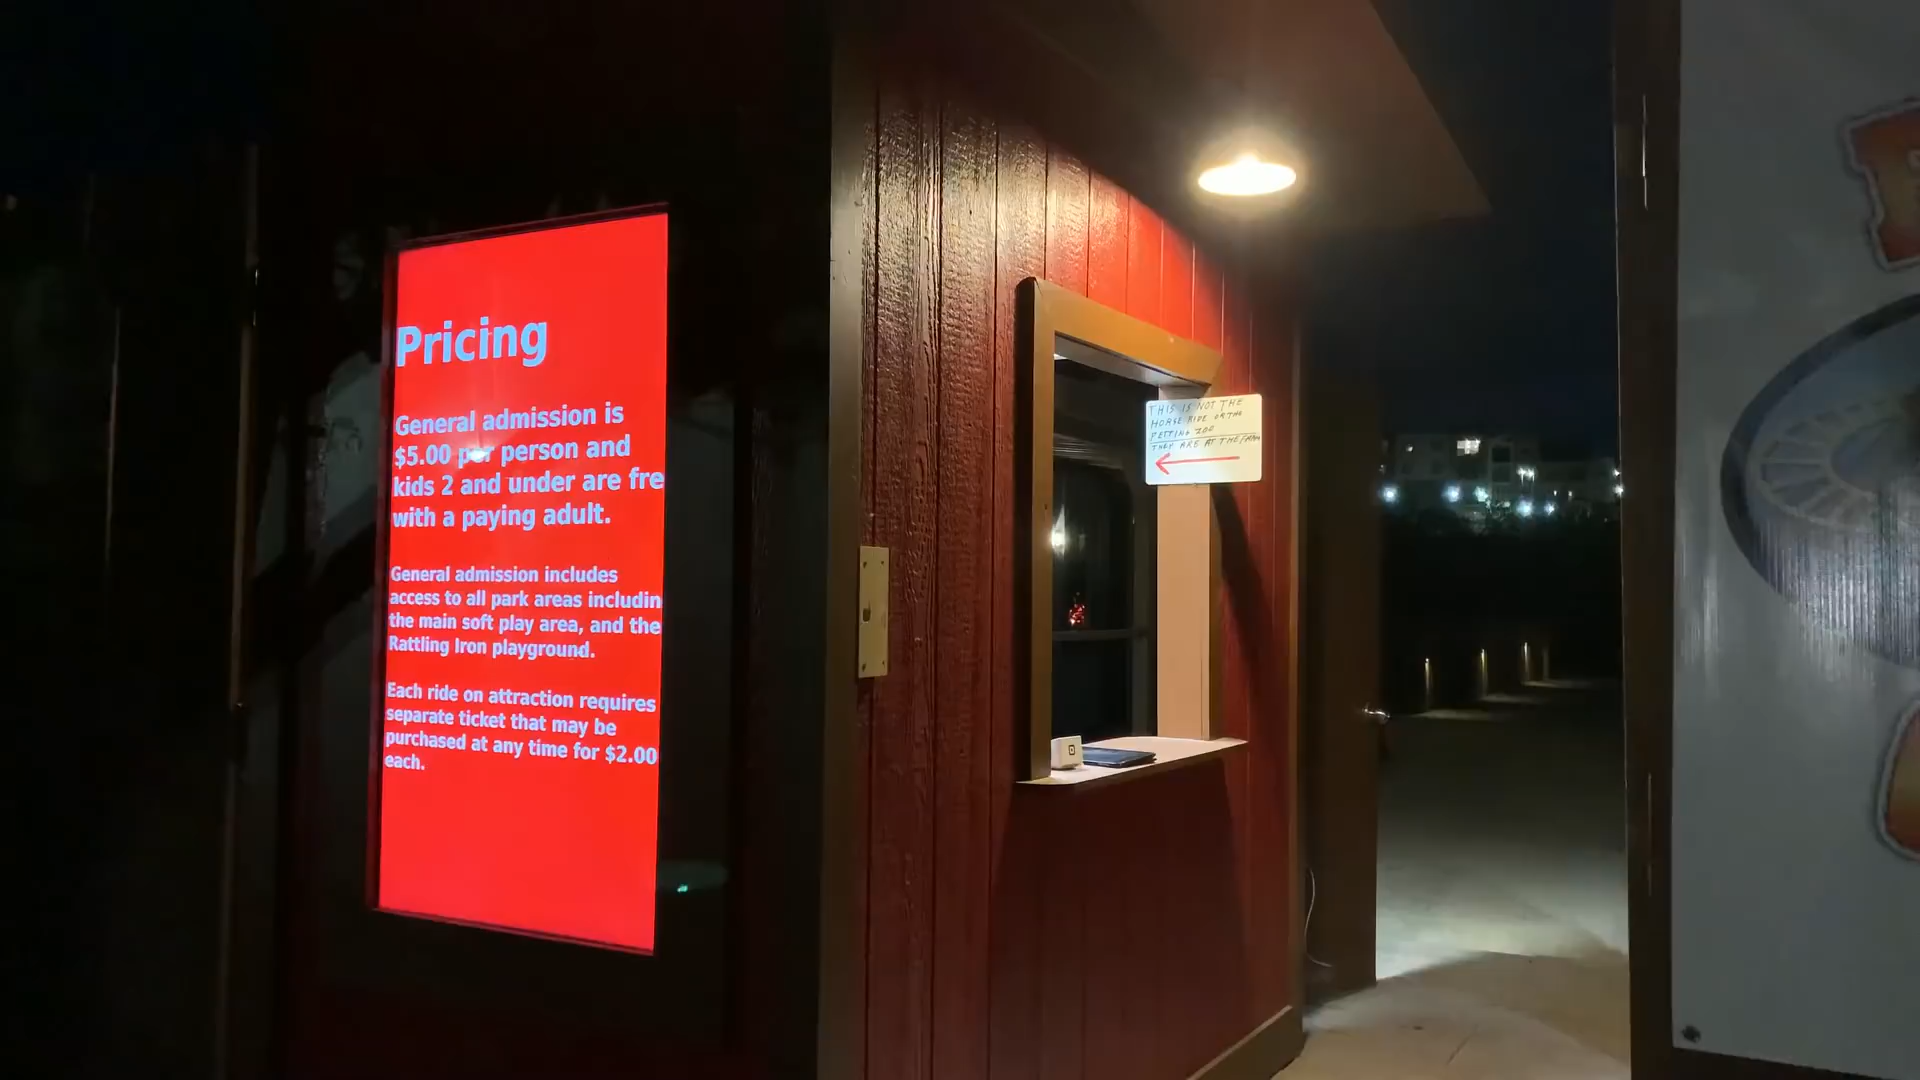 Pricing
General admission is
$5.00 per person and
kids 2 and under are fre
with a paying adult.
General admission includes
access to all park areas includin
the main soft play area, and the
Rattling Iron playground.
Each ride on attraction requires
separate ticket that may be
purchased at any time for $2.00
each.
THIS IS NOT THE
HORSE RIDE OR THE
PETTING ZOO
THEY ARE AT THE FARM